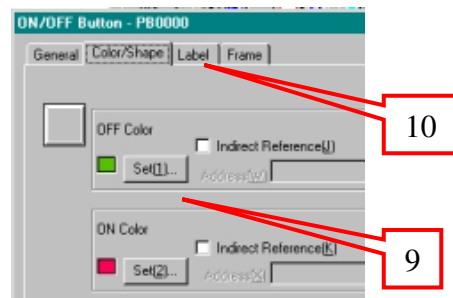 ON/OFF Button - PB0000
General Color/Shape Label Frame
10
OFF Color
Indirect Reference(J)
Set(1)... Address(W)
9
ON Color
Indirect Reference(K)
Set(2)... Address(X)